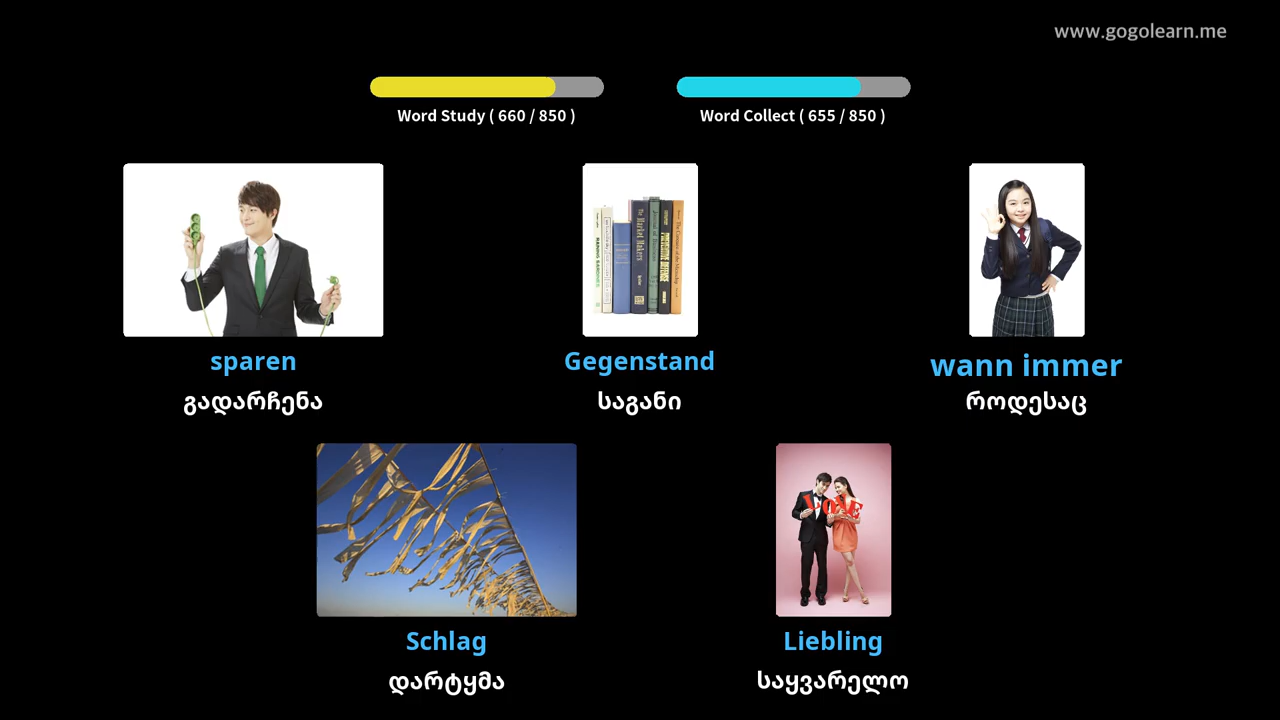 www.gogolearn.me
Word Study ( 660 / 850 )
Word Collect ( 655 / 850 )
sparen
გადარჩენა
Gegenstand
საგანი
wann immer
როდესაც
Schlag
დარტყმა
Liebling
საყვარელო